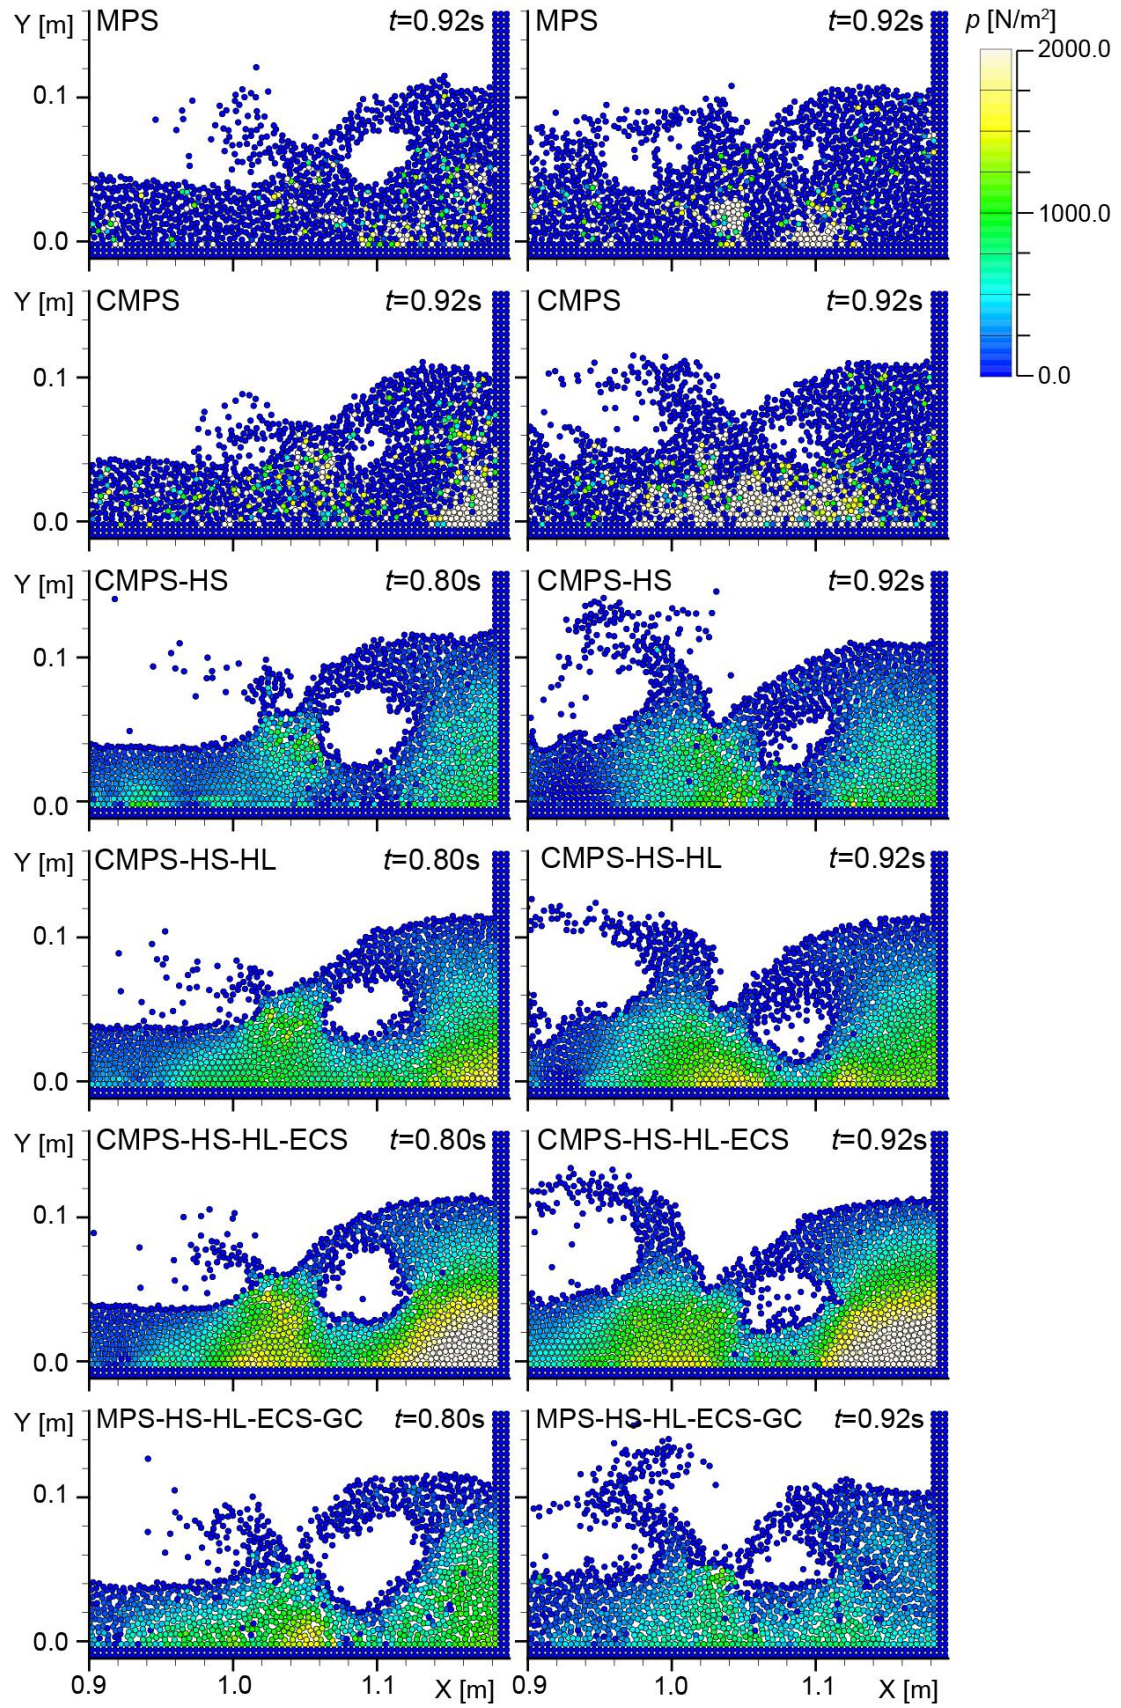 Y [m] MPS t=0.92s MPS t=0.92s p [N/m²]
2000.0
0.1
1000.0
0.0
Y [m] CMPS t=0.92s CMPS t=0.92s
0.0
0.1
0.0
Y [m] CMPS-HS t=0.80s CMPS-HS t=0.92s
0.1
0.0
Y [m] CMPS-HS-HL t=0.80s CMPS-HS-HL t=0.92s
0.1
0.0
Y [m] CMPS-HS-HL-ECS t=0.80s CMPS-HS-HL-ECS t=0.92s
0.1
0.0
Y [m] MPS-HS-HL-ECS-GC t=0.80s MPS-HS-HL-ECS-GC t=0.92s
0.1
0.0
0.9 1.0 1.1 X [m] 1.0 1.1 X [m]